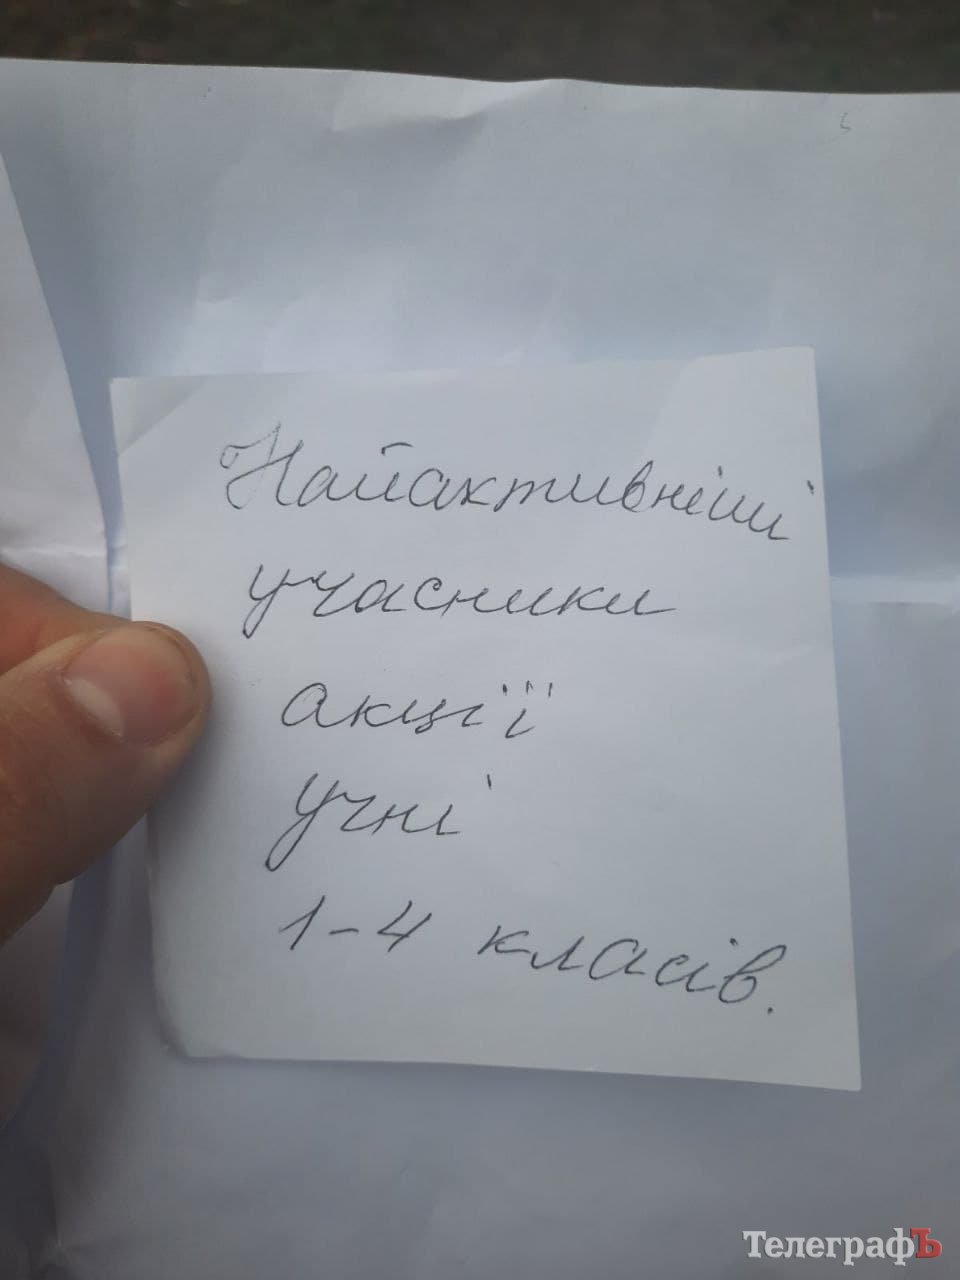 Найактивніші
учасники
акції
учні
1-4 класів.
ТелеграфЪ